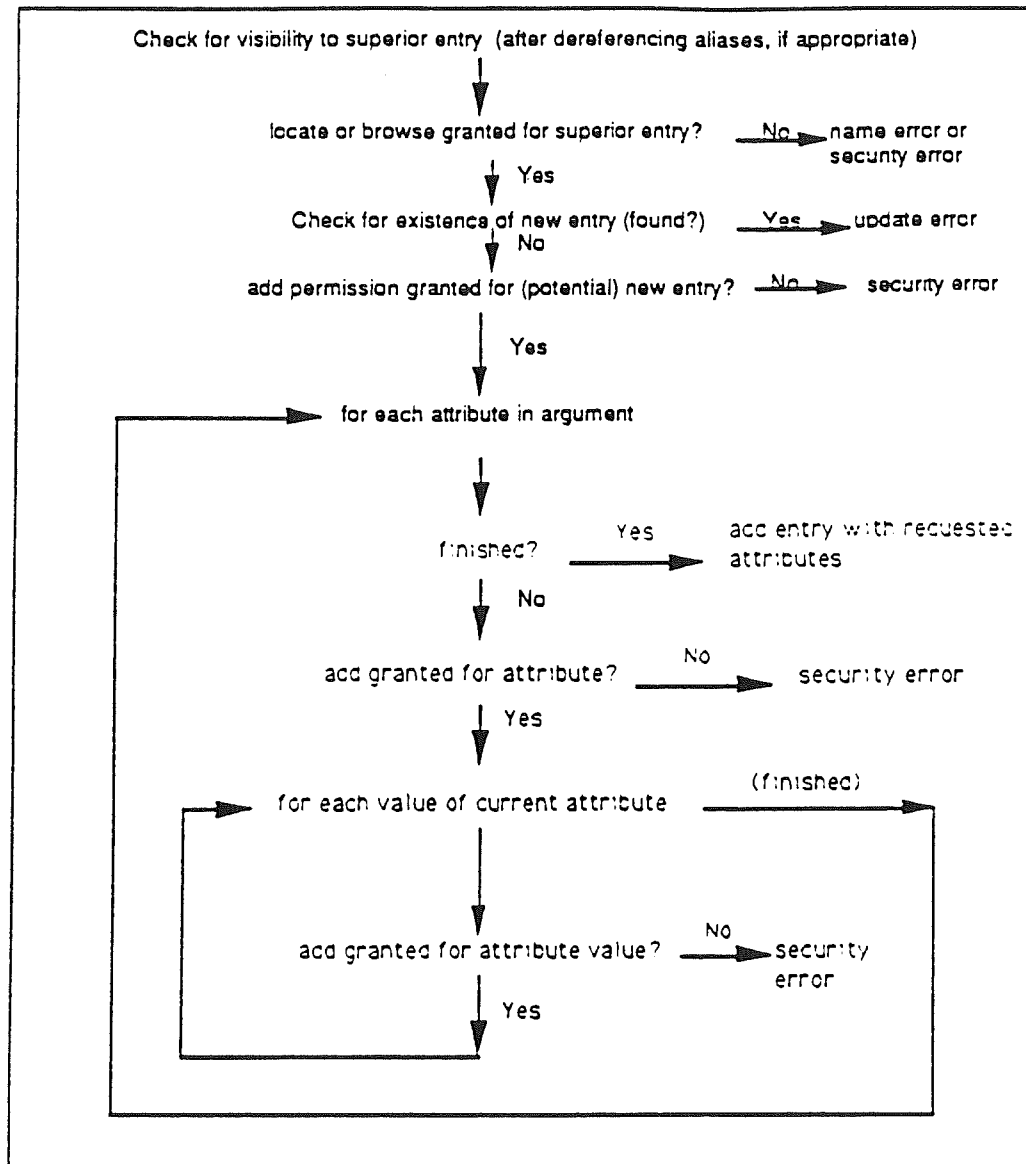 Check for visibility to superior entry (after dereferencing aliases, if appropriate)
locate or browse granted for superior entry?
No
name error or
security error
Yes
Check for existence of new entry (found?)
Yes
update error
No
add permission granted for (potential) new entry?
No
security error
Yes
for each attribute in argument
finished?
Yes
add entry with requested
attributes
No
add granted for attribute?
No
security error
Yes
for each value of current attribute
(finished)
add granted for attribute value?
No
security
error
Yes